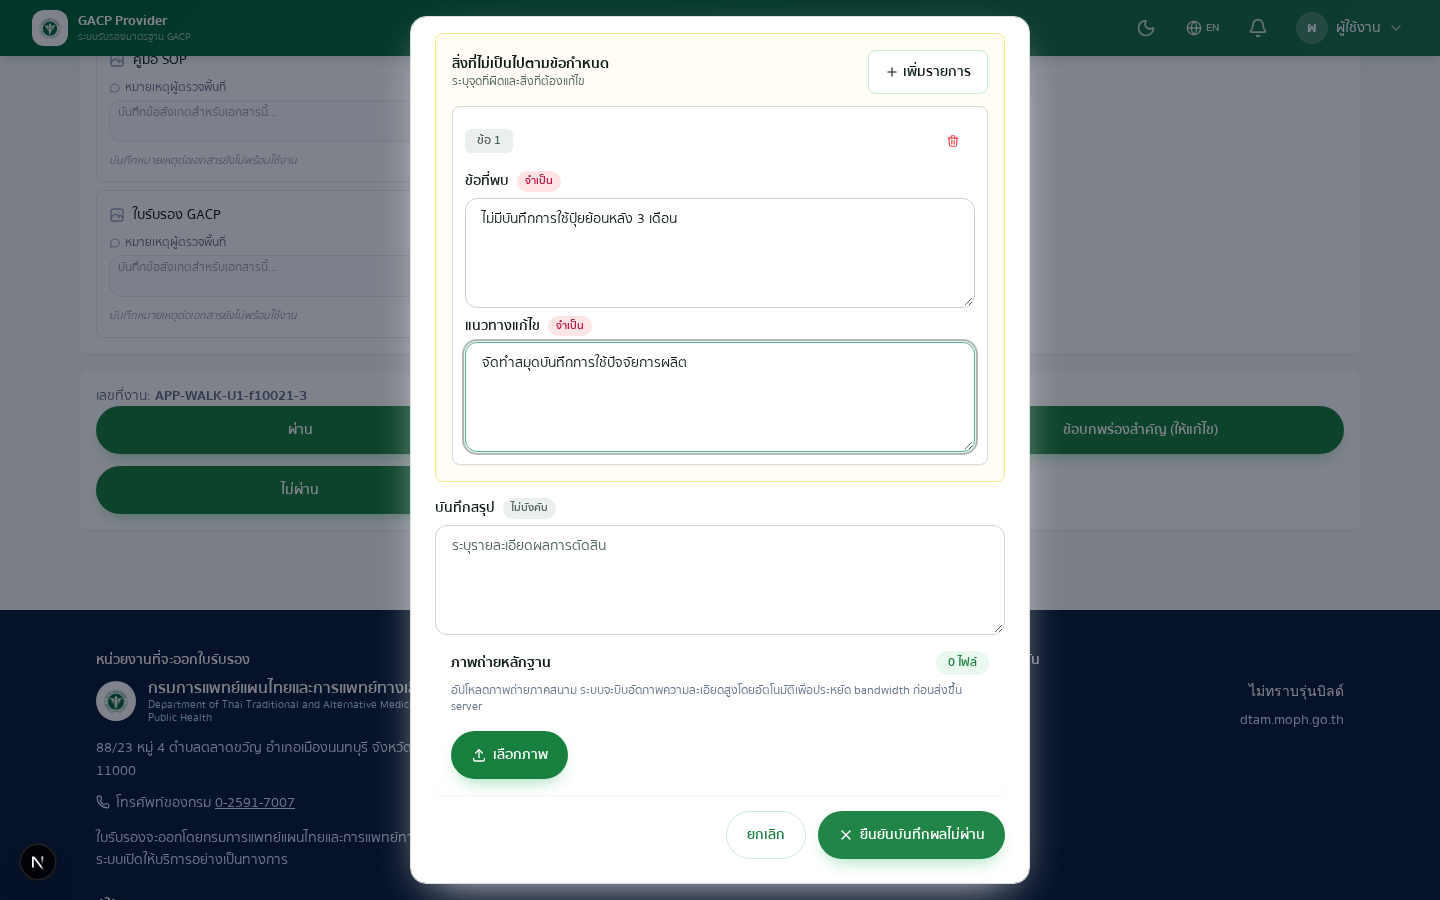 GACP Provider
ระบบรับรองมาตรฐาน GACP
EN
ผ
ผู้ใช้งาน
คู่มือ SOP
หมายเหตุผู้ตรวจพื้นที่
บันทึกข้อสังเกตสำหรับเอกสารนี้...
บันทึกหมายเหตุต่อเอกสารยังไม่พร้อมใช้งาน
ใบรับรอง GACP
หมายเหตุผู้ตรวจพื้นที่
บันทึกข้อสังเกตสำหรับเอกสารนี้...
บันทึกหมายเหตุต่อเอกสารยังไม่พร้อมใช้งาน
เลขที่งาน: APP-WALK-U1-f10021-3
ผ่าน
ข้อบกพร่องสำคัญ (ให้แก้ไข)
ไม่ผ่าน
สิ่งที่ไม่เป็นไปตามข้อกำหนด
ระบุจุดที่ผิดและสิ่งที่ต้องแก้ไข
+ เพิ่มรายการ
ข้อ 1
ข้อที่พบ จำเป็น
ไม่มีบันทึกการใช้ปุ๋ยย้อนหลัง 3 เดือน
แนวทางแก้ไข จำเป็น
จัดทำสมุดบันทึกการใช้ปัจจัยการผลิต
บันทึกสรุป ไม่บังคับ
ระบุรายละเอียดผลการตัดสิน
ภาพถ่ายหลักฐาน
0 ไฟล์
อัปโหลดภาพถ่ายภาคสนาม ระบบจะบีบอัดภาพความละเอียดสูงโดยอัตโนมัติเพื่อประหยัด bandwidth ก่อนส่งขึ้น
server
เลือกภาพ
ยกเลิก
ยืนยันบันทึกผลไม่ผ่าน
หน่วยงานที่จะออกใบรับรอง
กรมการแพทย์แผนไทยและการแพทย์ทางเ
Department of Thai Traditional and Alternative Medic
Public Health
88/23 หมู่ 4 ตำบลตลาดขวัญ อำเภอเมืองนนทบุรี จังหวัด
11000
โทรศัพท์ของกรม 0-2591-7007
ใบรับรองจะออกโดยกรมการแพทย์แผนไทยและการแพทย์ทา
ระบบเปิดให้บริการอย่างเป็นทางการ
ไม่ทราบรุ่นบิลด์
dtam.moph.go.th
N